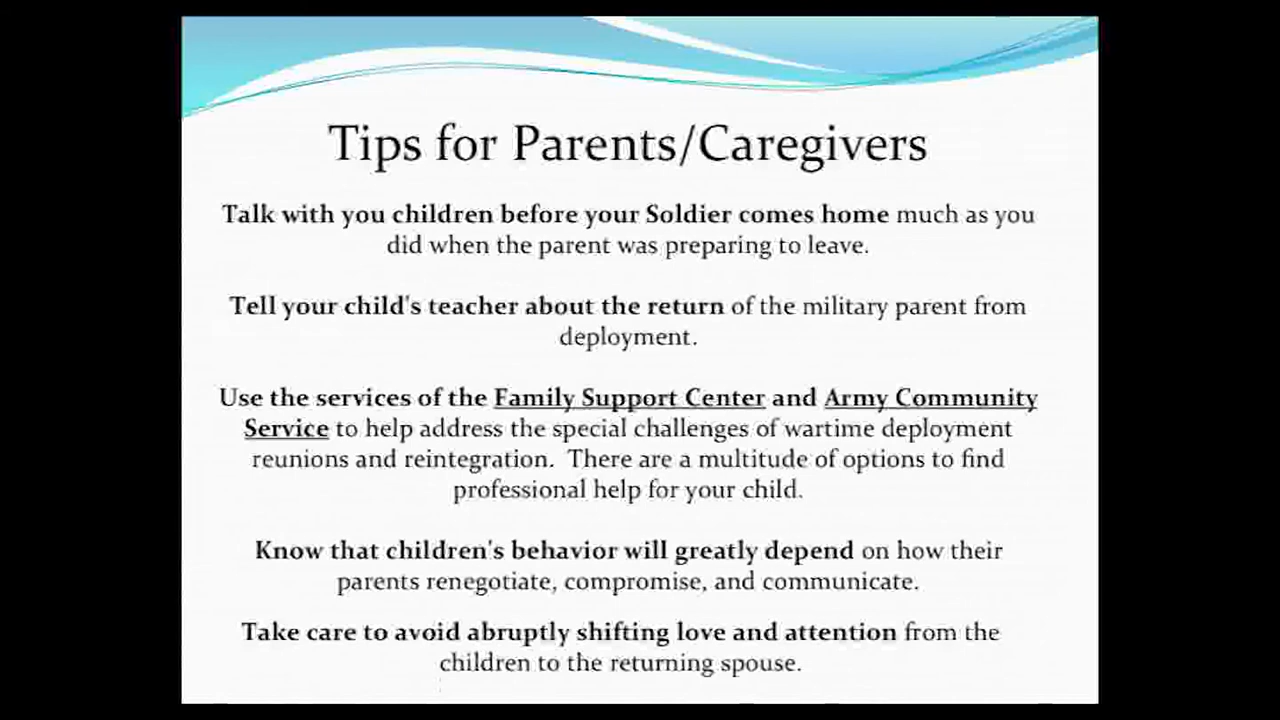 Tips for Parents/Caregivers
Talk with you children before your Soldier comes home much as you
did when the parent was preparing to leave.
Tell your child's teacher about the return of the military parent from
deployment.
Use the services of the Family Support Center and Army Community
Service to help address the special challenges of wartime deployment
reunions and reintegration.  There are a multitude of options to find
professional help for your child.
Know that children's behavior will greatly depend on how their
parents renegotiate, compromise, and communicate.
Take care to avoid abruptly shifting love and attention from the
children to the returning spouse.